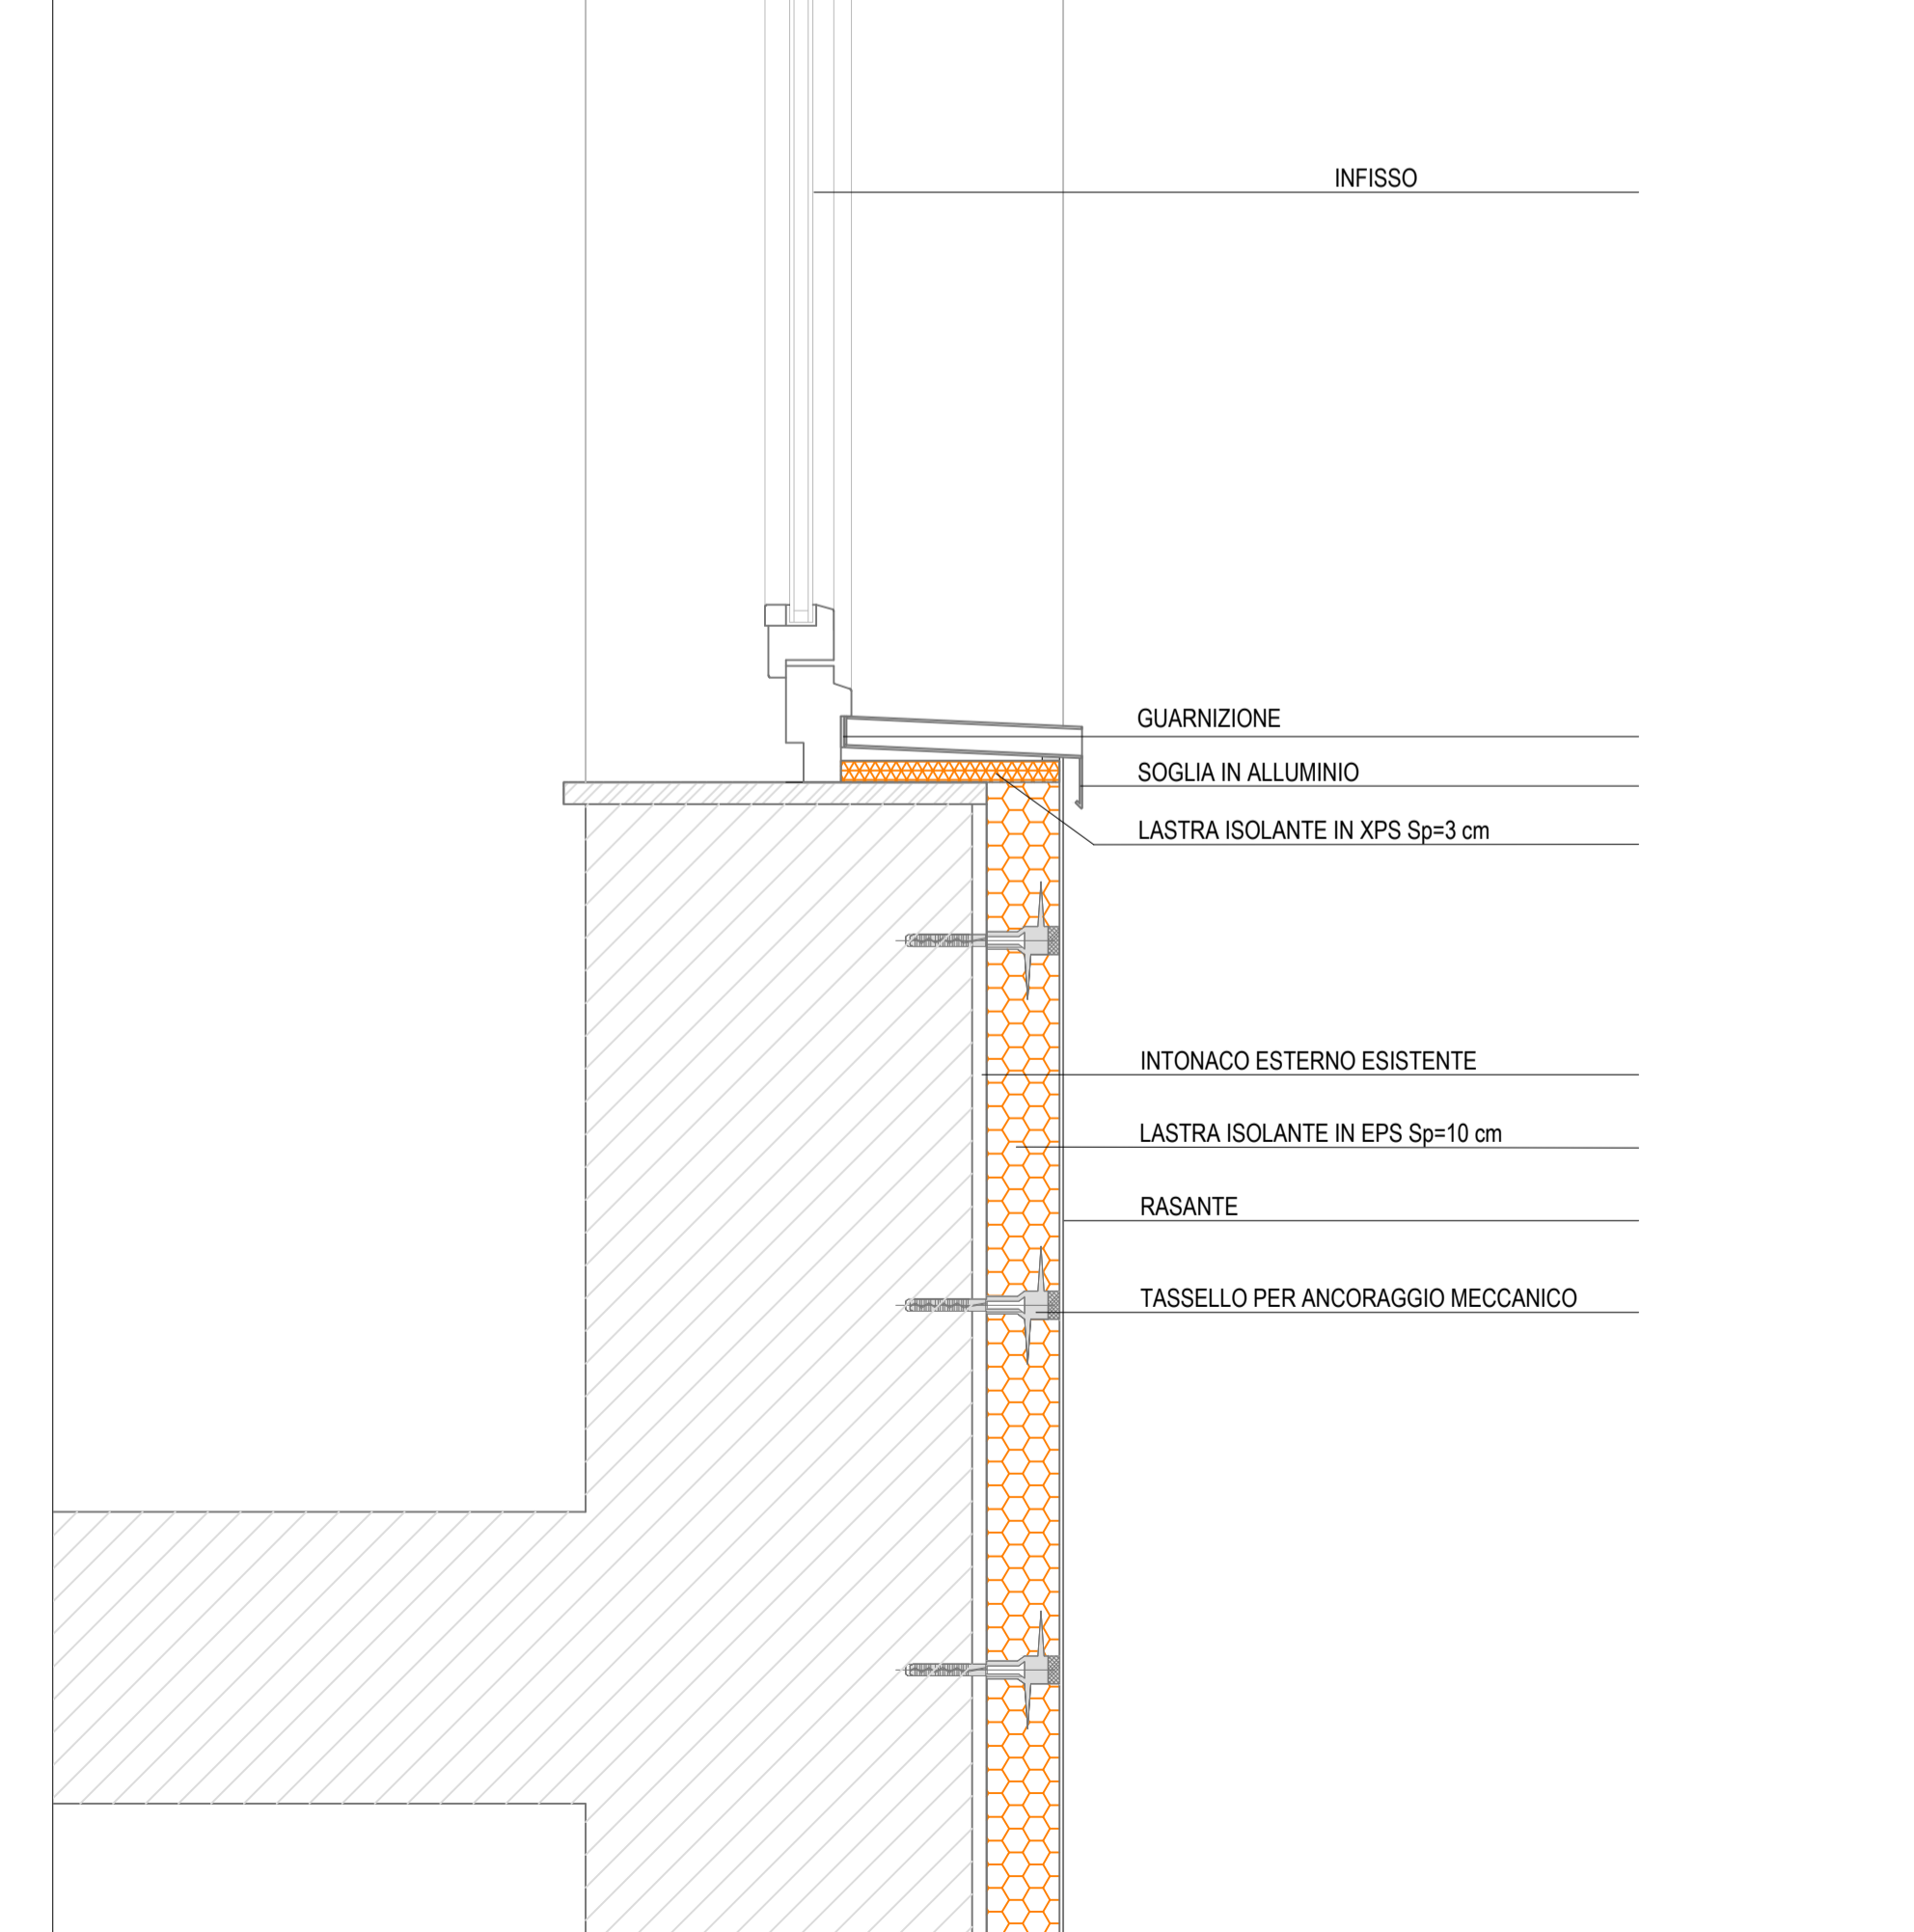 INFISSO
GUARNIZIONE
SOGLIA IN ALLUMINIO
LASTRA ISOLANTE IN XPS Sp=3 cm
INTONACO ESTERNO ESISTENTE
LASTRA ISOLANTE IN EPS Sp=10 cm
RASANTE
TASSELLO PER ANCORAGGIO MECCANICO